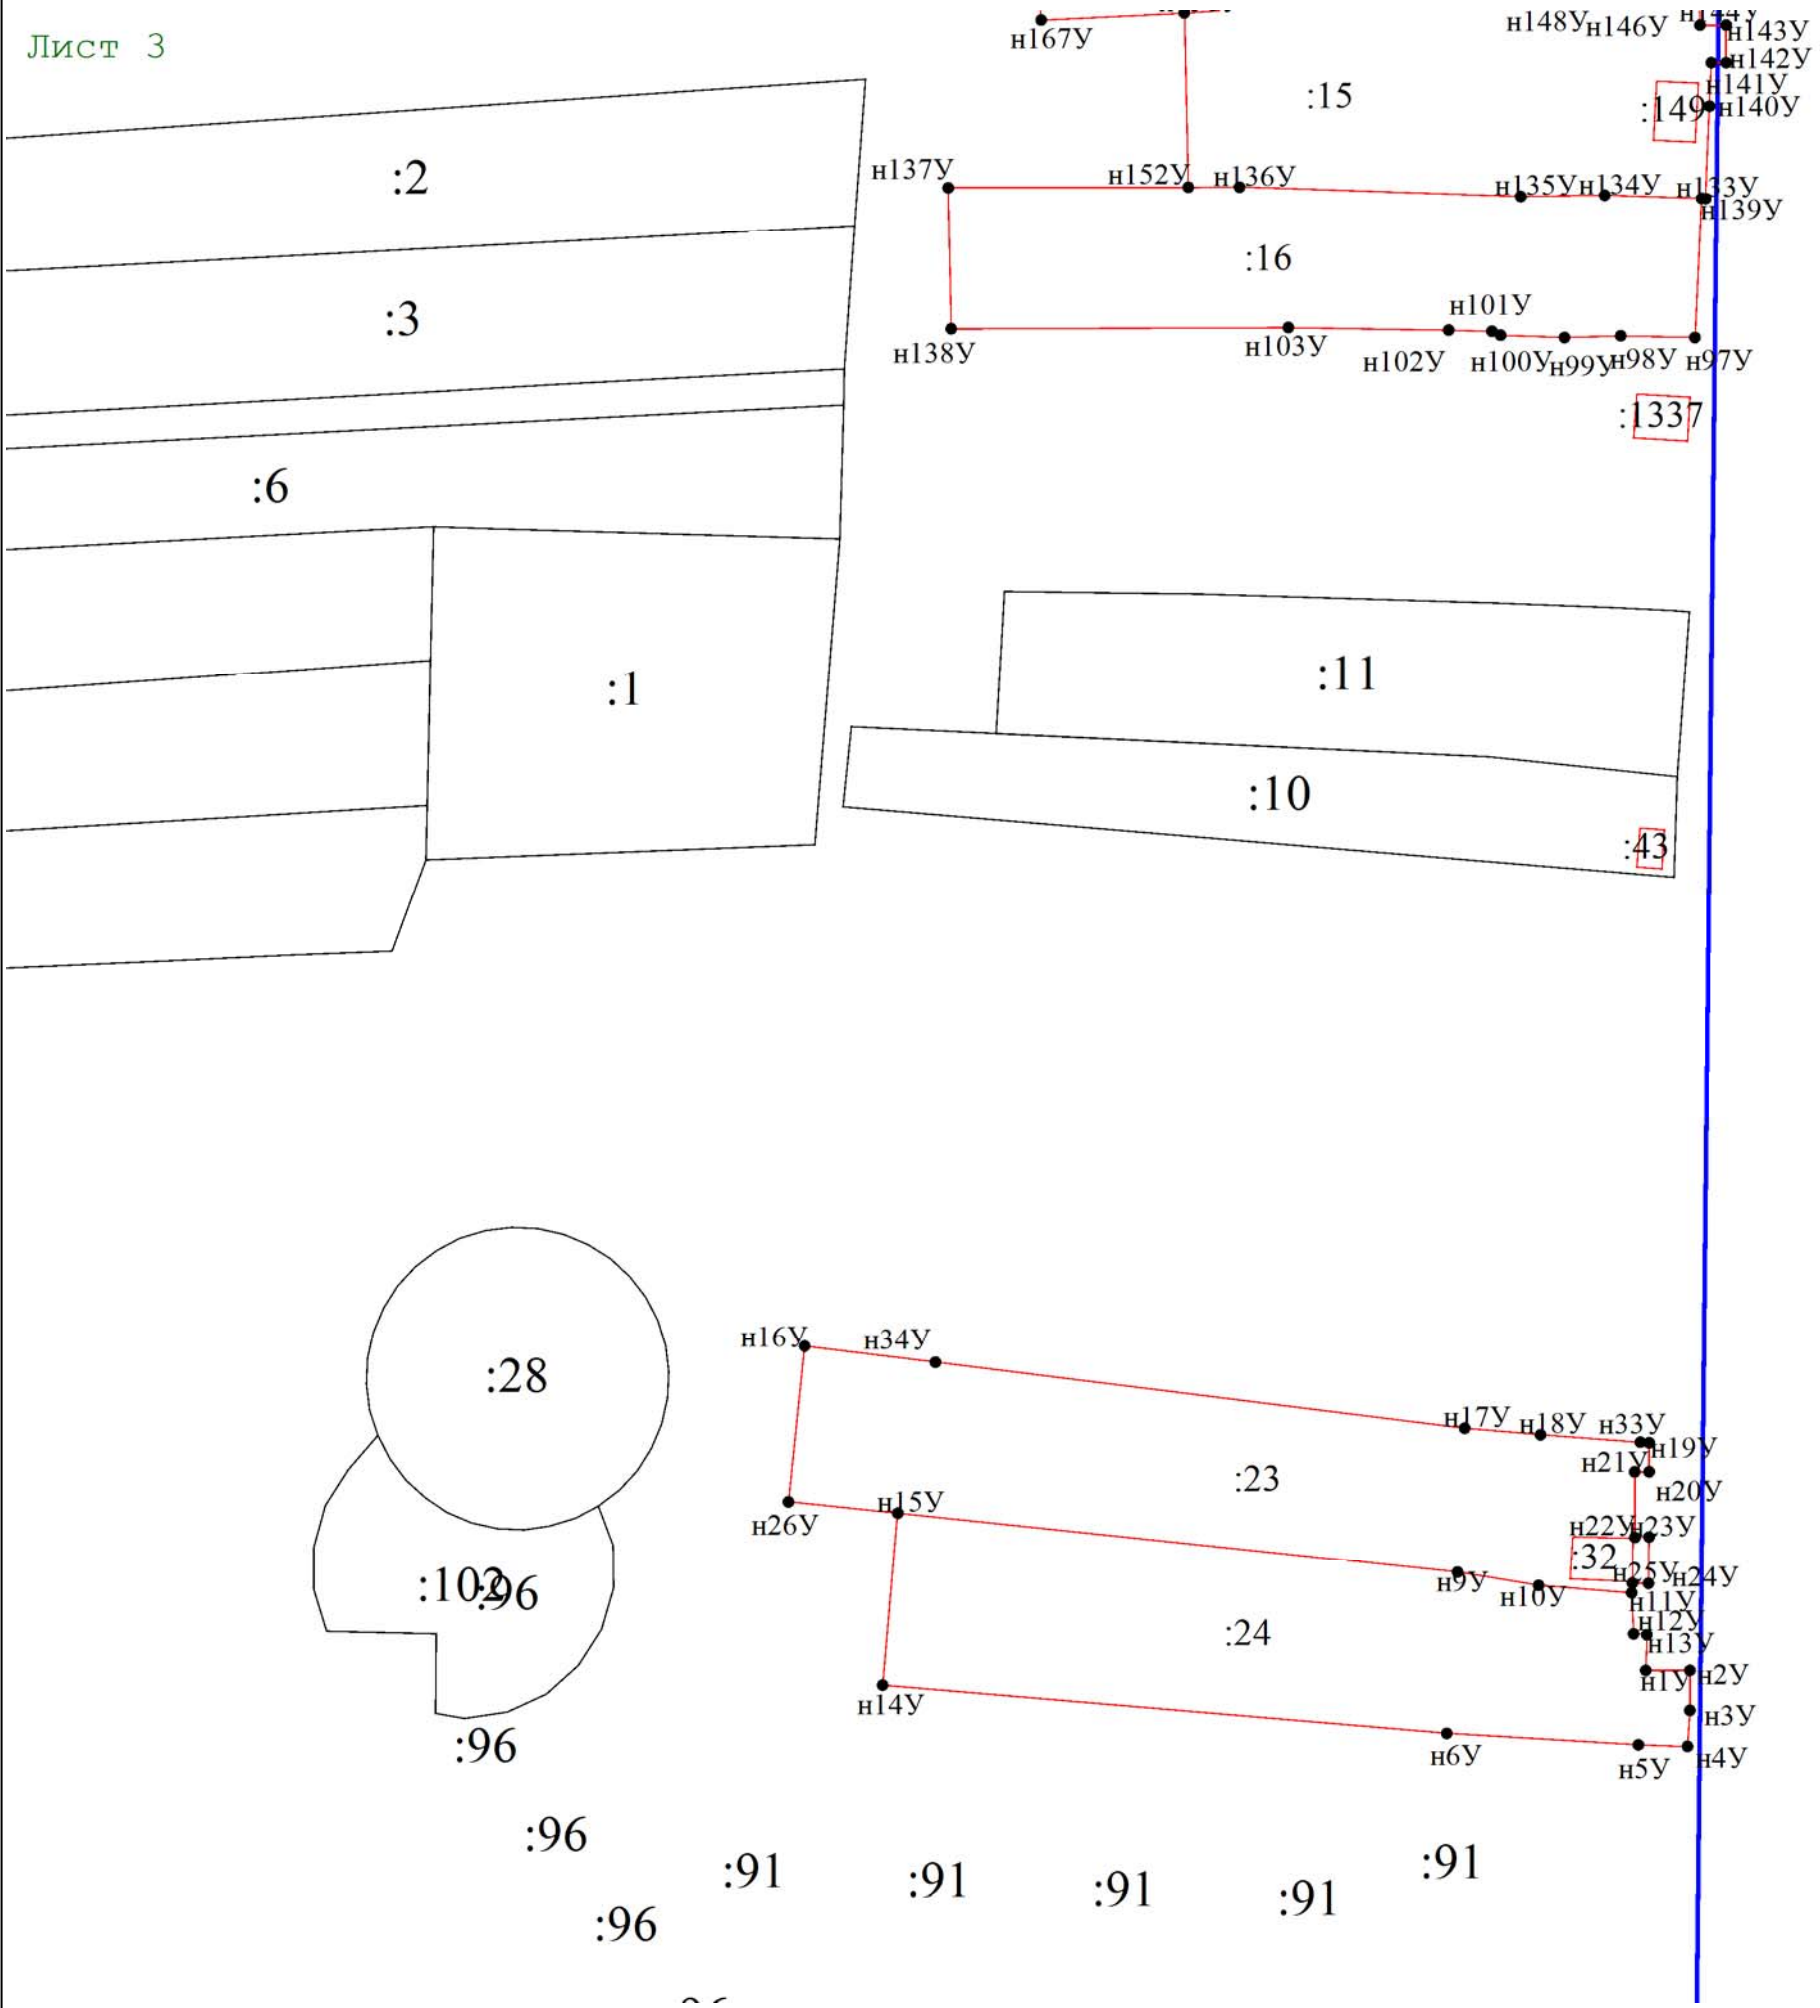 Лист 3
н167У
н148У
н146У
н144У
н143У
н142У
н141У
н140У
:15
:149
:2
н137У
н152У
н136У
н135У
н134У
н133У
н139У
:16
:3
н138У
н103У
н101У
н102У
н100У
н99У
н98У
н97У
:1337
:6
:1
:11
:10
:43
н16У
н34У
:28
н17У
н18У
н33У
н19У
н21У
н20У
:23
н26У
н15У
н22У
н23У
:32
н25У
н24У
н9У
н10У
н11У
:102
:96
н12У
н13У
:24
н1У
н2У
н14У
н3У
н6У
н5У
н4У
:96
:96
:91
:91
:91
:91
:91
:96